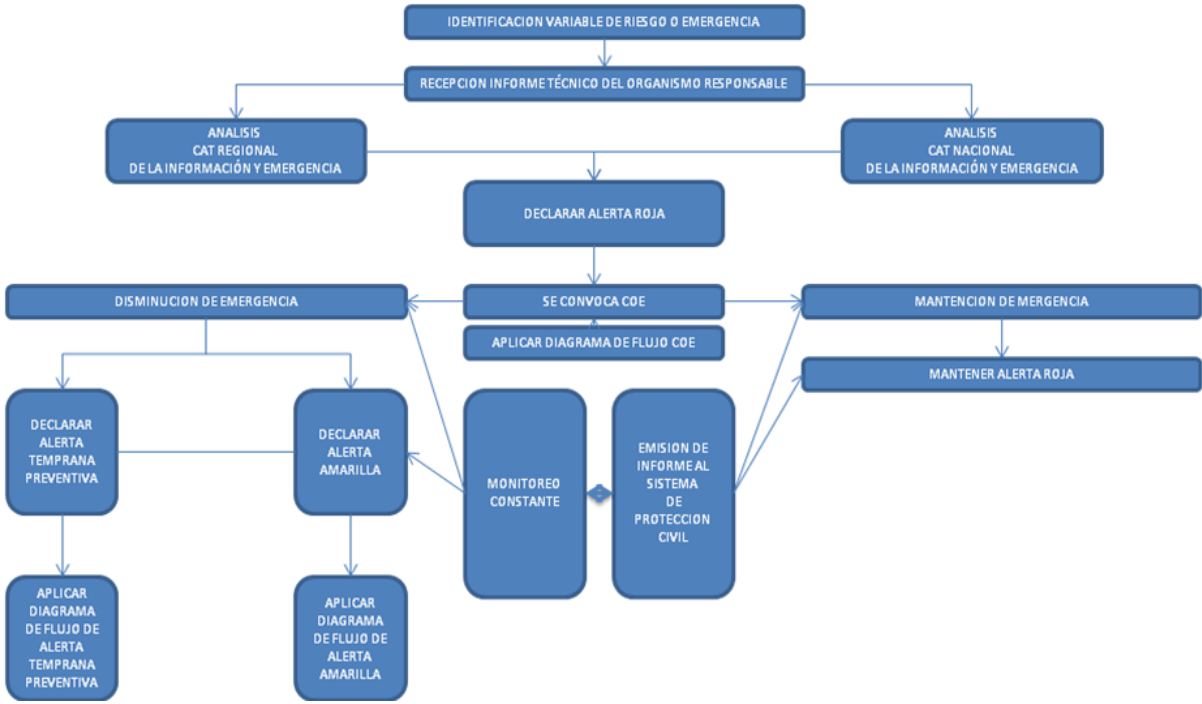 IDENTIFICACION VARIABLE DE RIESGO O EMERGENCIA
RECEPCION INFORME TÉCNICO DEL ORGANISMO RESPONSABLE
ANALISIS
CAT REGIONAL
DE LA INFORMACIÓN Y EMERGENCIA
ANALISIS
CAT NACIONAL
DE LA INFORMACIÓN Y EMERGENCIA
DECLARAR ALERTA ROJA
DISMINUCION DE EMERGENCIA
SE CONVOCA COE
MANTENCION DE MERGENCIA
APLICAR DIAGRAMA DE FLUJO COE
MANTENER ALERTA ROJA
DECLARAR
ALERTA
TEMPRANA
PREVENTIVA
DECLARAR
ALERTA
AMARILLA
MONITOREO
CONSTANTE
EMISION DE
INFORME AL
SISTEMA
DE
PROTECCION
CIVIL
APLICAR
DIAGRAMA
DE FLUJO DE
ALERTA
TEMPRANA
PREVENTIVA
APLICAR
DIAGRAMA
DE FLUJO DE
ALERTA
AMARILLA